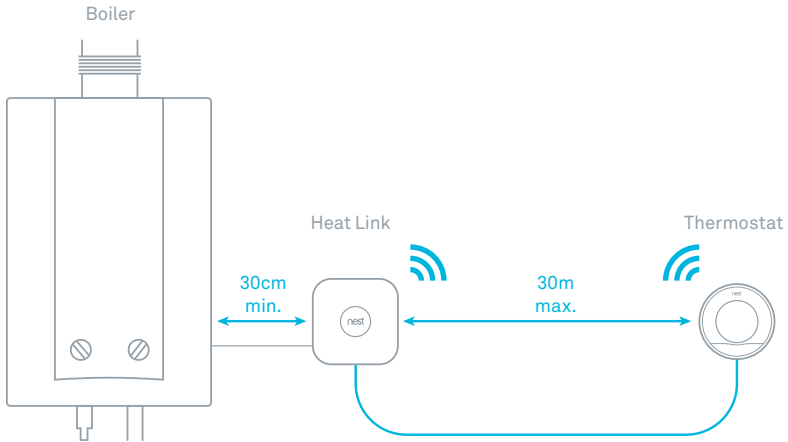 Boiler
Heat Link
Thermostat
30cm
min.
30m
max.
nest
nest